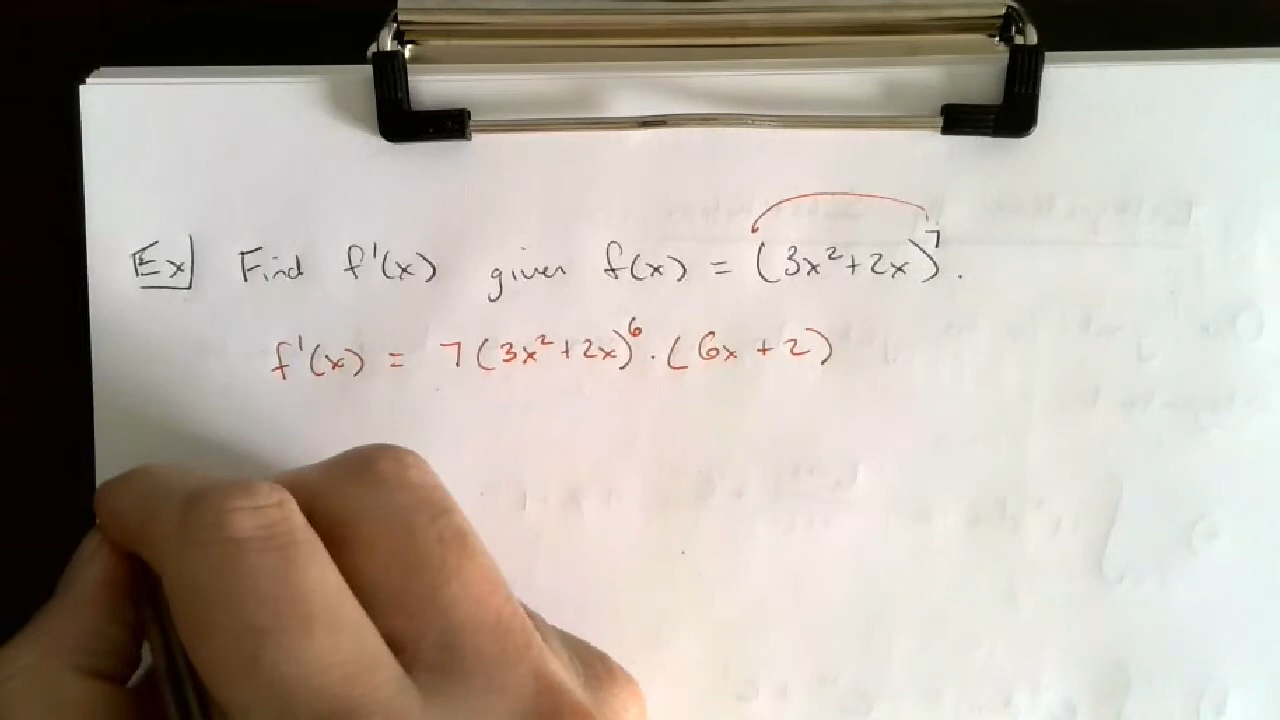 Ex Find f'(x) given f(x) = (3x²+2x)⁷.
f'(x) = 7(3x²+2x)⁶·(6x+2)